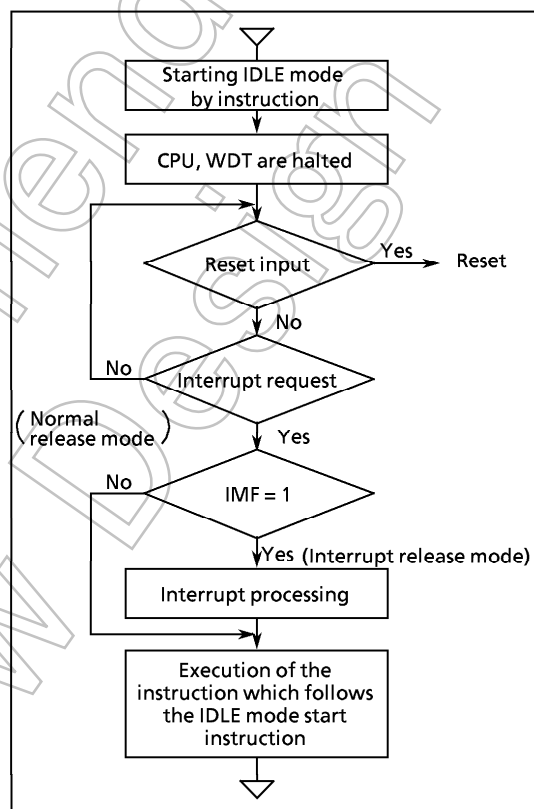 Starting IDLE mode
by instruction
CPU, WDT are halted
Reset input
Yes
Reset
No
No
Interrupt request
(Normal
release mode)
Yes
No
IMF = 1
Yes (Interrupt release mode)
Interrupt processing
Execution of the
instruction which follows
the IDLE mode start
instruction